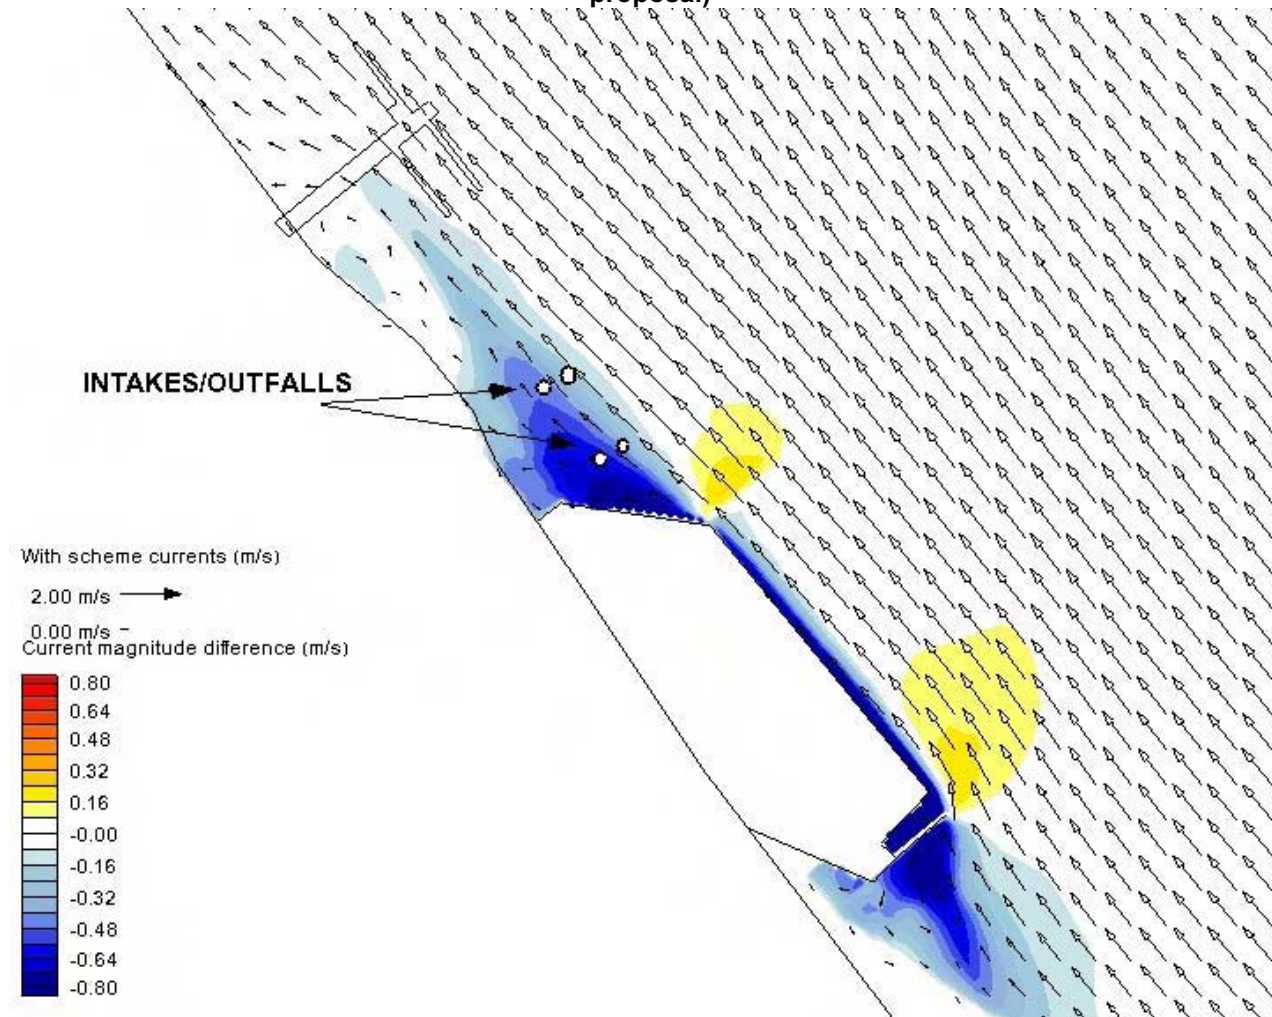 proposal)
INTAKES/OUTFALLS
With scheme currents (m/s)
2.00 m/s
0.00 m/s
Current magnitude difference (m/s)
0.80
0.64
0.48
0.32
0.16
-0.00
-0.16
-0.32
-0.48
-0.64
-0.80